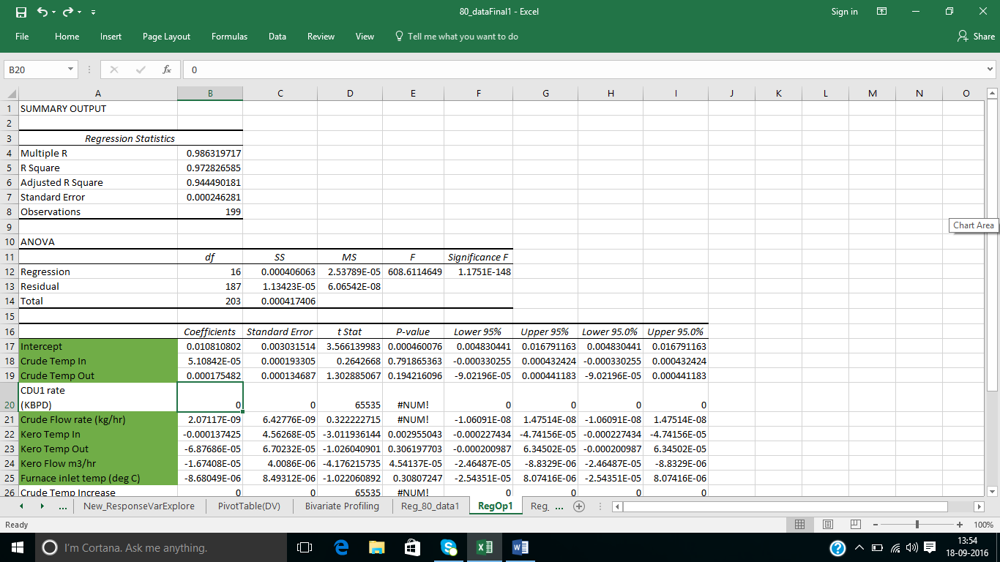 80_dataFinal1 - Excel
Sign in
File Home Insert Page Layout Formulas Data Review View Tell me what you want to do Share
B20 fx 0
A B C D E F G H I J K L M N O
1 SUMMARY OUTPUT
2
3 Regression Statistics
4 Multiple R 0.986319717
5 R Square 0.972826585
6 Adjusted R Square 0.944490181
7 Standard Error 0.000246281
8 Observations 199
9
Chart Area
10 ANOVA
11 df SS MS F Significance F
12 Regression 16 0.000406063 2.53789E-05 608.6114649 1.1751E-148
13 Residual 187 1.13423E-05 6.06542E-08
14 Total 203 0.000417406
15
16 Coefficients Standard Error t Stat P-value Lower 95% Upper 95% Lower 95.0% Upper 95.0%
17 Intercept 0.010810802 0.003031514 3.566139983 0.000460076 0.004830441 0.016791163 0.004830441 0.016791163
18 Crude Temp In 5.10842E-05 0.000193305 0.2642668 0.791865363 -0.000330255 0.000432424 -0.000330255 0.000432424
19 Crude Temp Out 0.000175482 0.000134687 1.302885067 0.194216096 -9.02196E-05 0.000441183 -9.02196E-05 0.000441183
CDU1 rate
20 (KBPD) 0 0 65535 #NUM! 0 0 0 0
21 Crude Flow rate (kg/hr) 2.07117E-09 6.42776E-09 0.322222715 #NUM! -1.06091E-08 1.47514E-08 -1.06091E-08 1.47514E-08
22 Kero Temp In -0.000137425 4.56268E-05 -3.011936144 0.002955043 -0.000227434 -4.74156E-05 -0.000227434 -4.74156E-05
23 Kero Temp Out -6.87686E-05 6.70232E-05 -1.026040901 0.306197703 -0.000200987 6.34502E-05 -0.000200987 6.34502E-05
24 Kero Flow m3/hr -1.67408E-05 4.0086E-06 -4.176215735 4.54137E-05 -2.46487E-05 -8.8329E-06 -2.46487E-05 -8.8329E-06
25 Furnace inlet temp (deg C) -8.68049E-06 8.49312E-06 -1.022060892 0.30807247 -2.54351E-05 8.07416E-06 -2.54351E-05 8.07416E-06
26 Crude Temp Increase 0 0 65535 #NUM! 0 0 0 0
... New_ResponseVarExplore PivotTable(DV) Bivariate Profiling Reg_80_data1 RegOp1 Reg_ ...
Ready 100%
I'm Cortana. Ask me anything.
13:54
18-09-2016